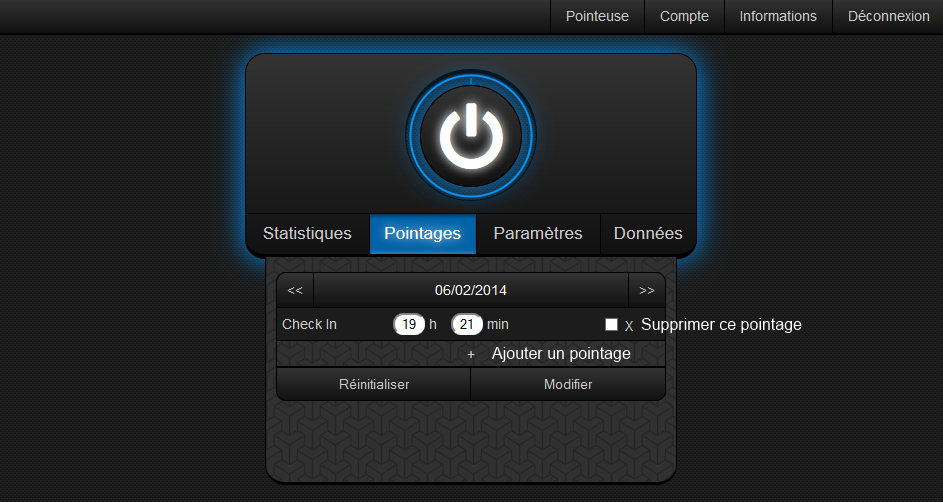 Pointeuse Compte Informations Déconnexion
Statistiques Pointages Paramètres Données
<< 06/02/2014 >>
Check In 19 h 21 min X Supprimer ce pointage
+ Ajouter un pointage
Réinitialiser Modifier